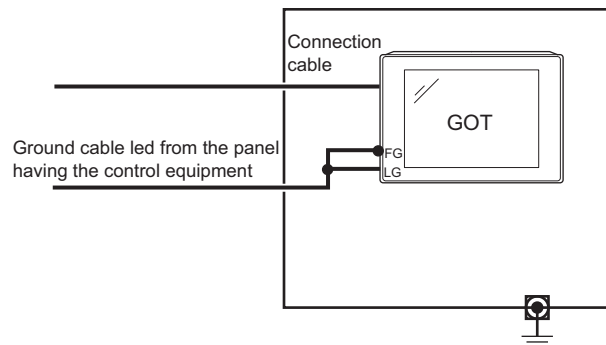 Connection
cable
GOT
Ground cable led from the panel
having the control equipment
FG
LG